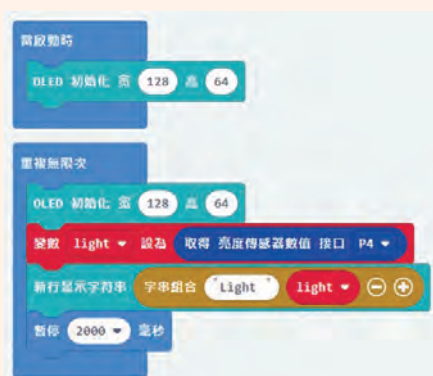 當啟動時
OLED 初始化 宽 128 高 64
重複無限次
OLED 初始化 宽 128 高 64
變數 light 設為 取得 亮度傳感器數值 接口 P4
新行显示字符串 字串組合 "Light" light
暫停 2000 毫秒